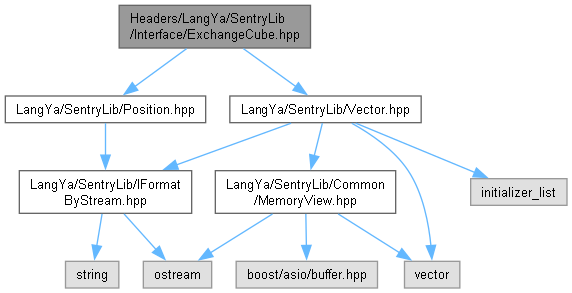 Headers/LangYa/SentryLib
/Interface/ExchangeCube.hpp
LangYa/SentryLib/Position.hpp
LangYa/SentryLib/Vector.hpp
LangYa/SentryLib/IFormat
ByStream.hpp
LangYa/SentryLib/Common
/MemoryView.hpp
initializer_list
string
ostream
boost/asio/buffer.hpp
vector